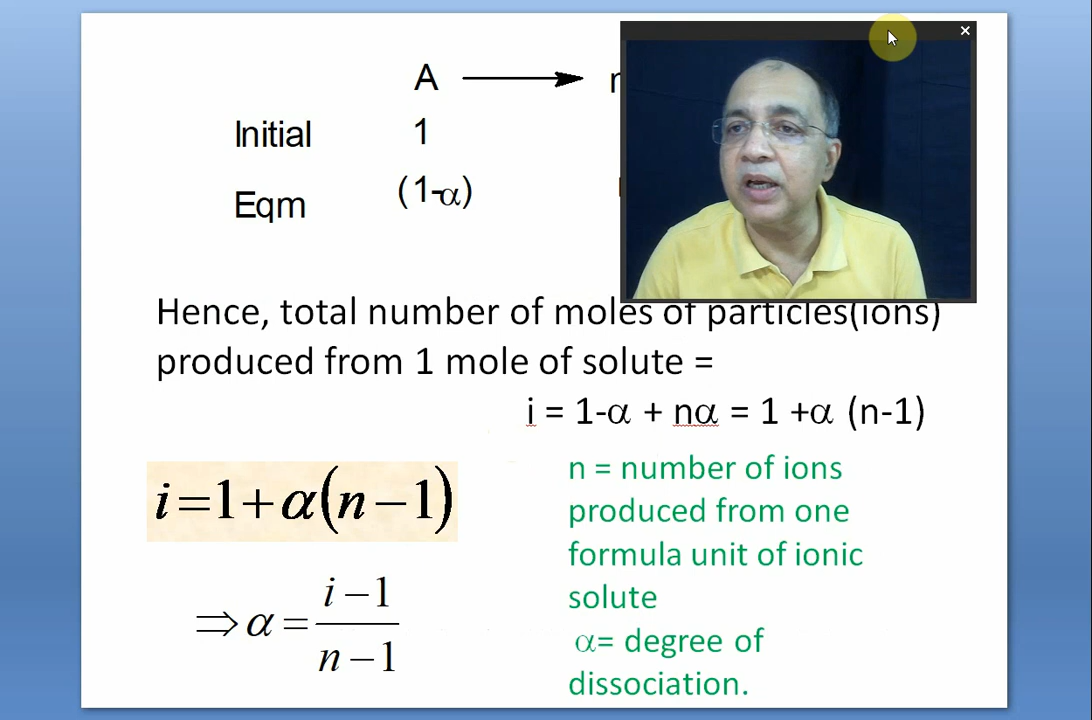 A
Initial 1
Eqm (1-α)
Hence, total number of moles of particles(ions)
produced from 1 mole of solute =
i = 1-α + nα = 1 +α (n-1)
i=1+α(n−1)
⇒α=(i−1)/(n−1)
n = number of ions
produced from one
formula unit of ionic
solute
α= degree of
dissociation.